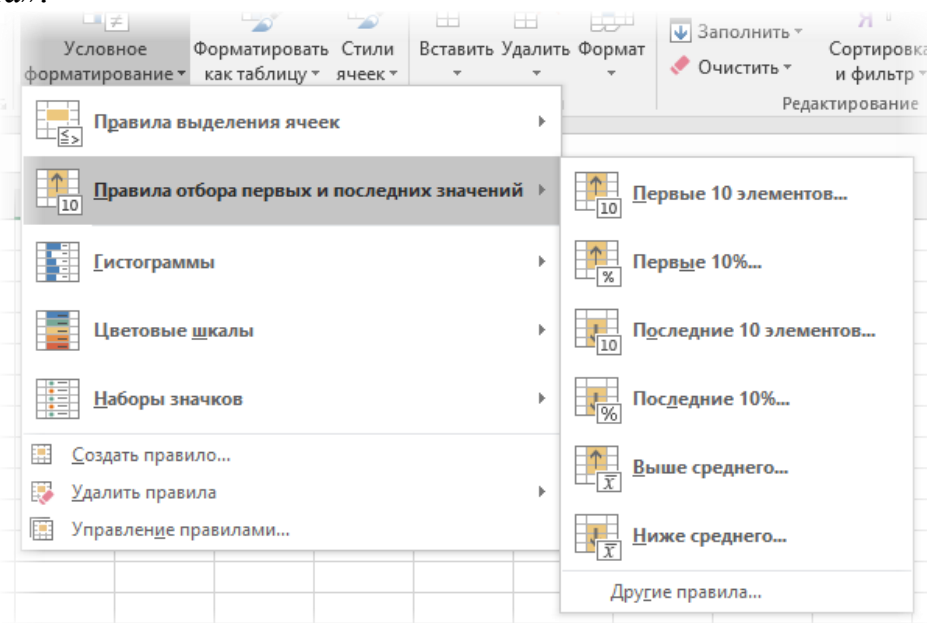 Условное
форматирование
Форматировать
как таблицу
Стили
ячеек
Вставить
Удалить
Формат
Заполнить
Очистить
Сортировка
и фильтр
Редактирование
Правила выделения ячеек
Правила отбора первых и последних значений
Гистограммы
Цветовые шкалы
Наборы значков
Создать правило...
Удалить правила
Управление правилами...
Первые 10 элементов...
Первые 10%...
Последние 10 элементов...
Последние 10%...
Выше среднего...
Ниже среднего...
Другие правила...